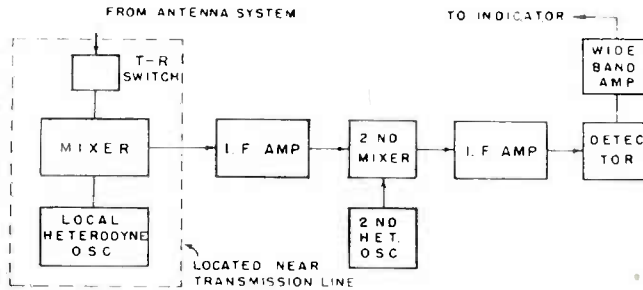 FROM ANTENNA SYSTEM
TO INDICATOR
T-R
SWITCH
WIDE
BAND
AMP
MIXER
I.F AMP
2 ND
MIXER
I.F AMP
DETEC
TOR
LOCAL
HETERODYNE
OSC
2 ND
HET.
OSC
LOCATED NEAR
TRANSMISSION LINE